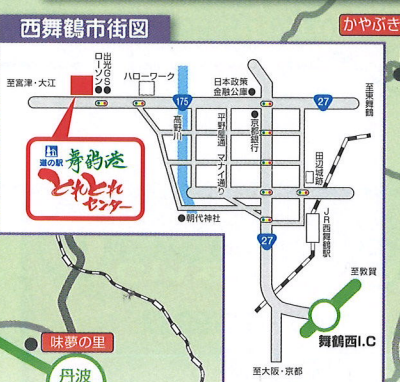 西舞鶴市街図
かやぶき
出光GS
ローソン
ハローワーク
日本政策
金融公庫
至宮津・大江
175
27
至東舞鶴
道の駅 舞鶴港
とれとれ
センター
高野川
平野屋通
マナイ通り
京都銀行
田辺城跡
JR西舞鶴駅
朝代神社
27
至敦賀
舞鶴西I.C
至大阪・京都
味夢の里
丹波